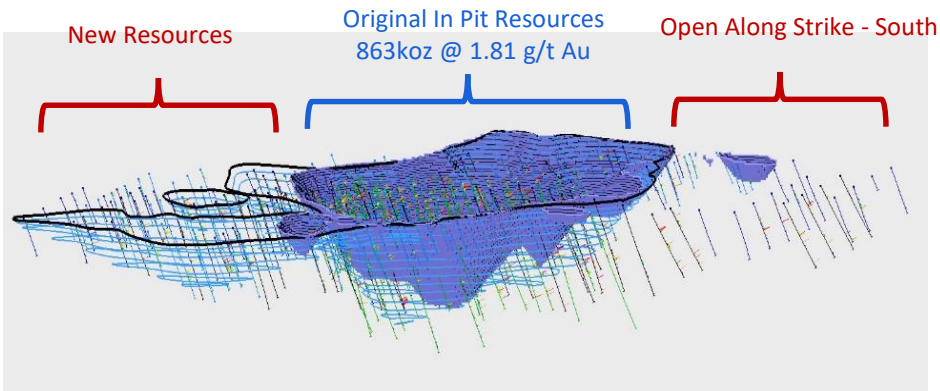 New Resources
Original In Pit Resources
863koz @ 1.81 g/t Au
Open Along Strike - South